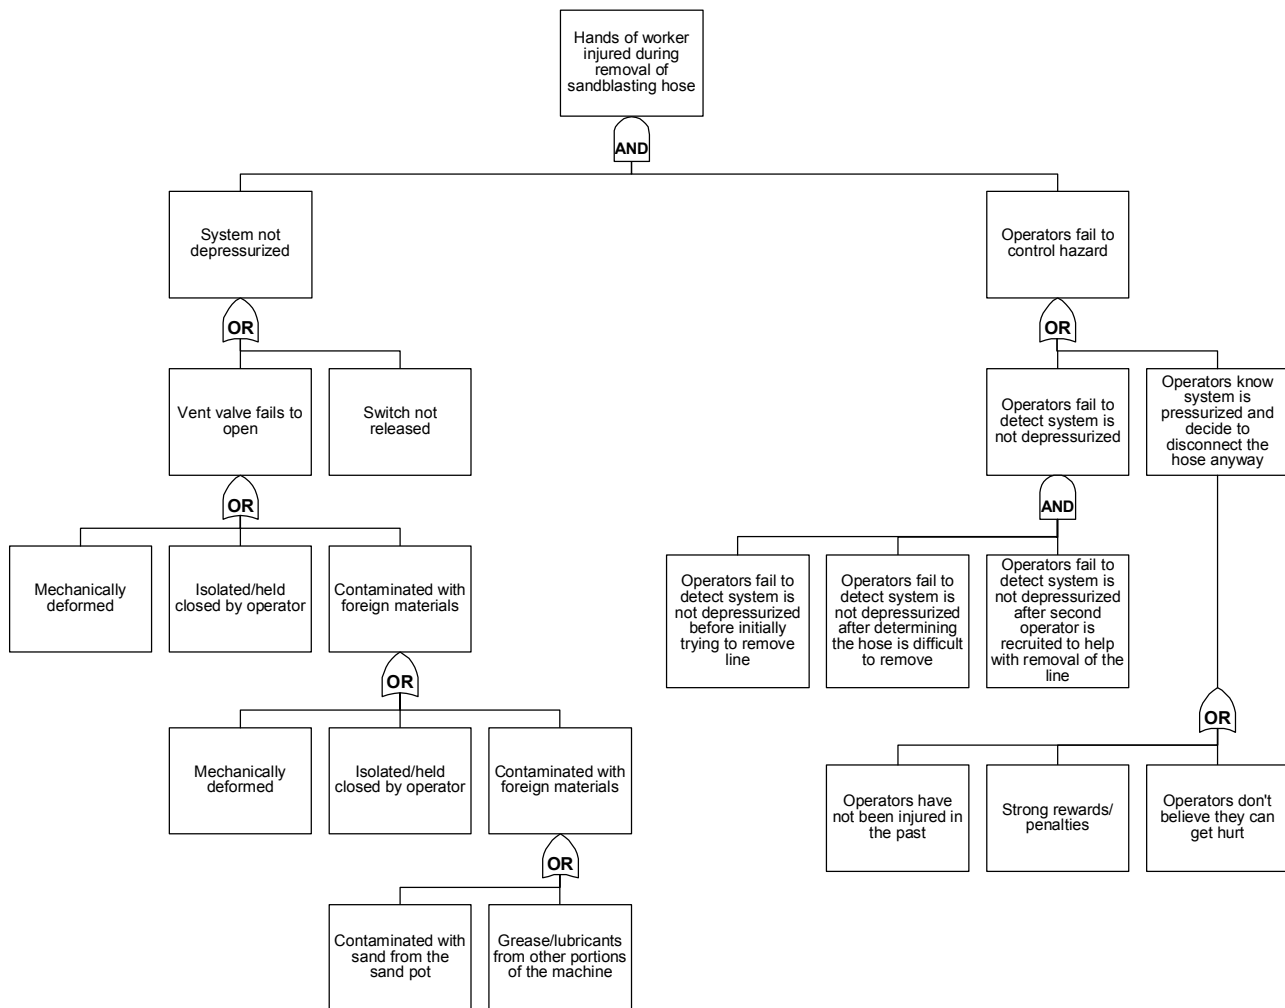 Hands of worker
injured during
removal of
sandblasting hose
AND
System not
depressurized
Operators fail to
control hazard
OR
OR
Vent valve fails to
open
Switch not
released
Operators fail to
detect system is
not depressurized
Operators know
system is
pressurized and
decide to
disconnect the
hose anyway
OR
AND
Mechanically
deformed
Isolated/held
closed by operator
Contaminated with
foreign materials
Operators fail to
detect system is
not depressurized
before initially
trying to remove
line
Operators fail to
detect system is
not depressurized
after determining
the hose is difficult
to remove
Operators fail to
detect system is
not depressurized
after second
operator is
recruited to help
with removal of the
line
OR
OR
Mechanically
deformed
Isolated/held
closed by operator
Contaminated with
foreign materials
Operators have
not been injured in
the past
Strong rewards/
penalties
Operators don't
believe they can
get hurt
OR
Contaminated with
sand from the
sand pot
Grease/lubricants
from other portions
of the machine